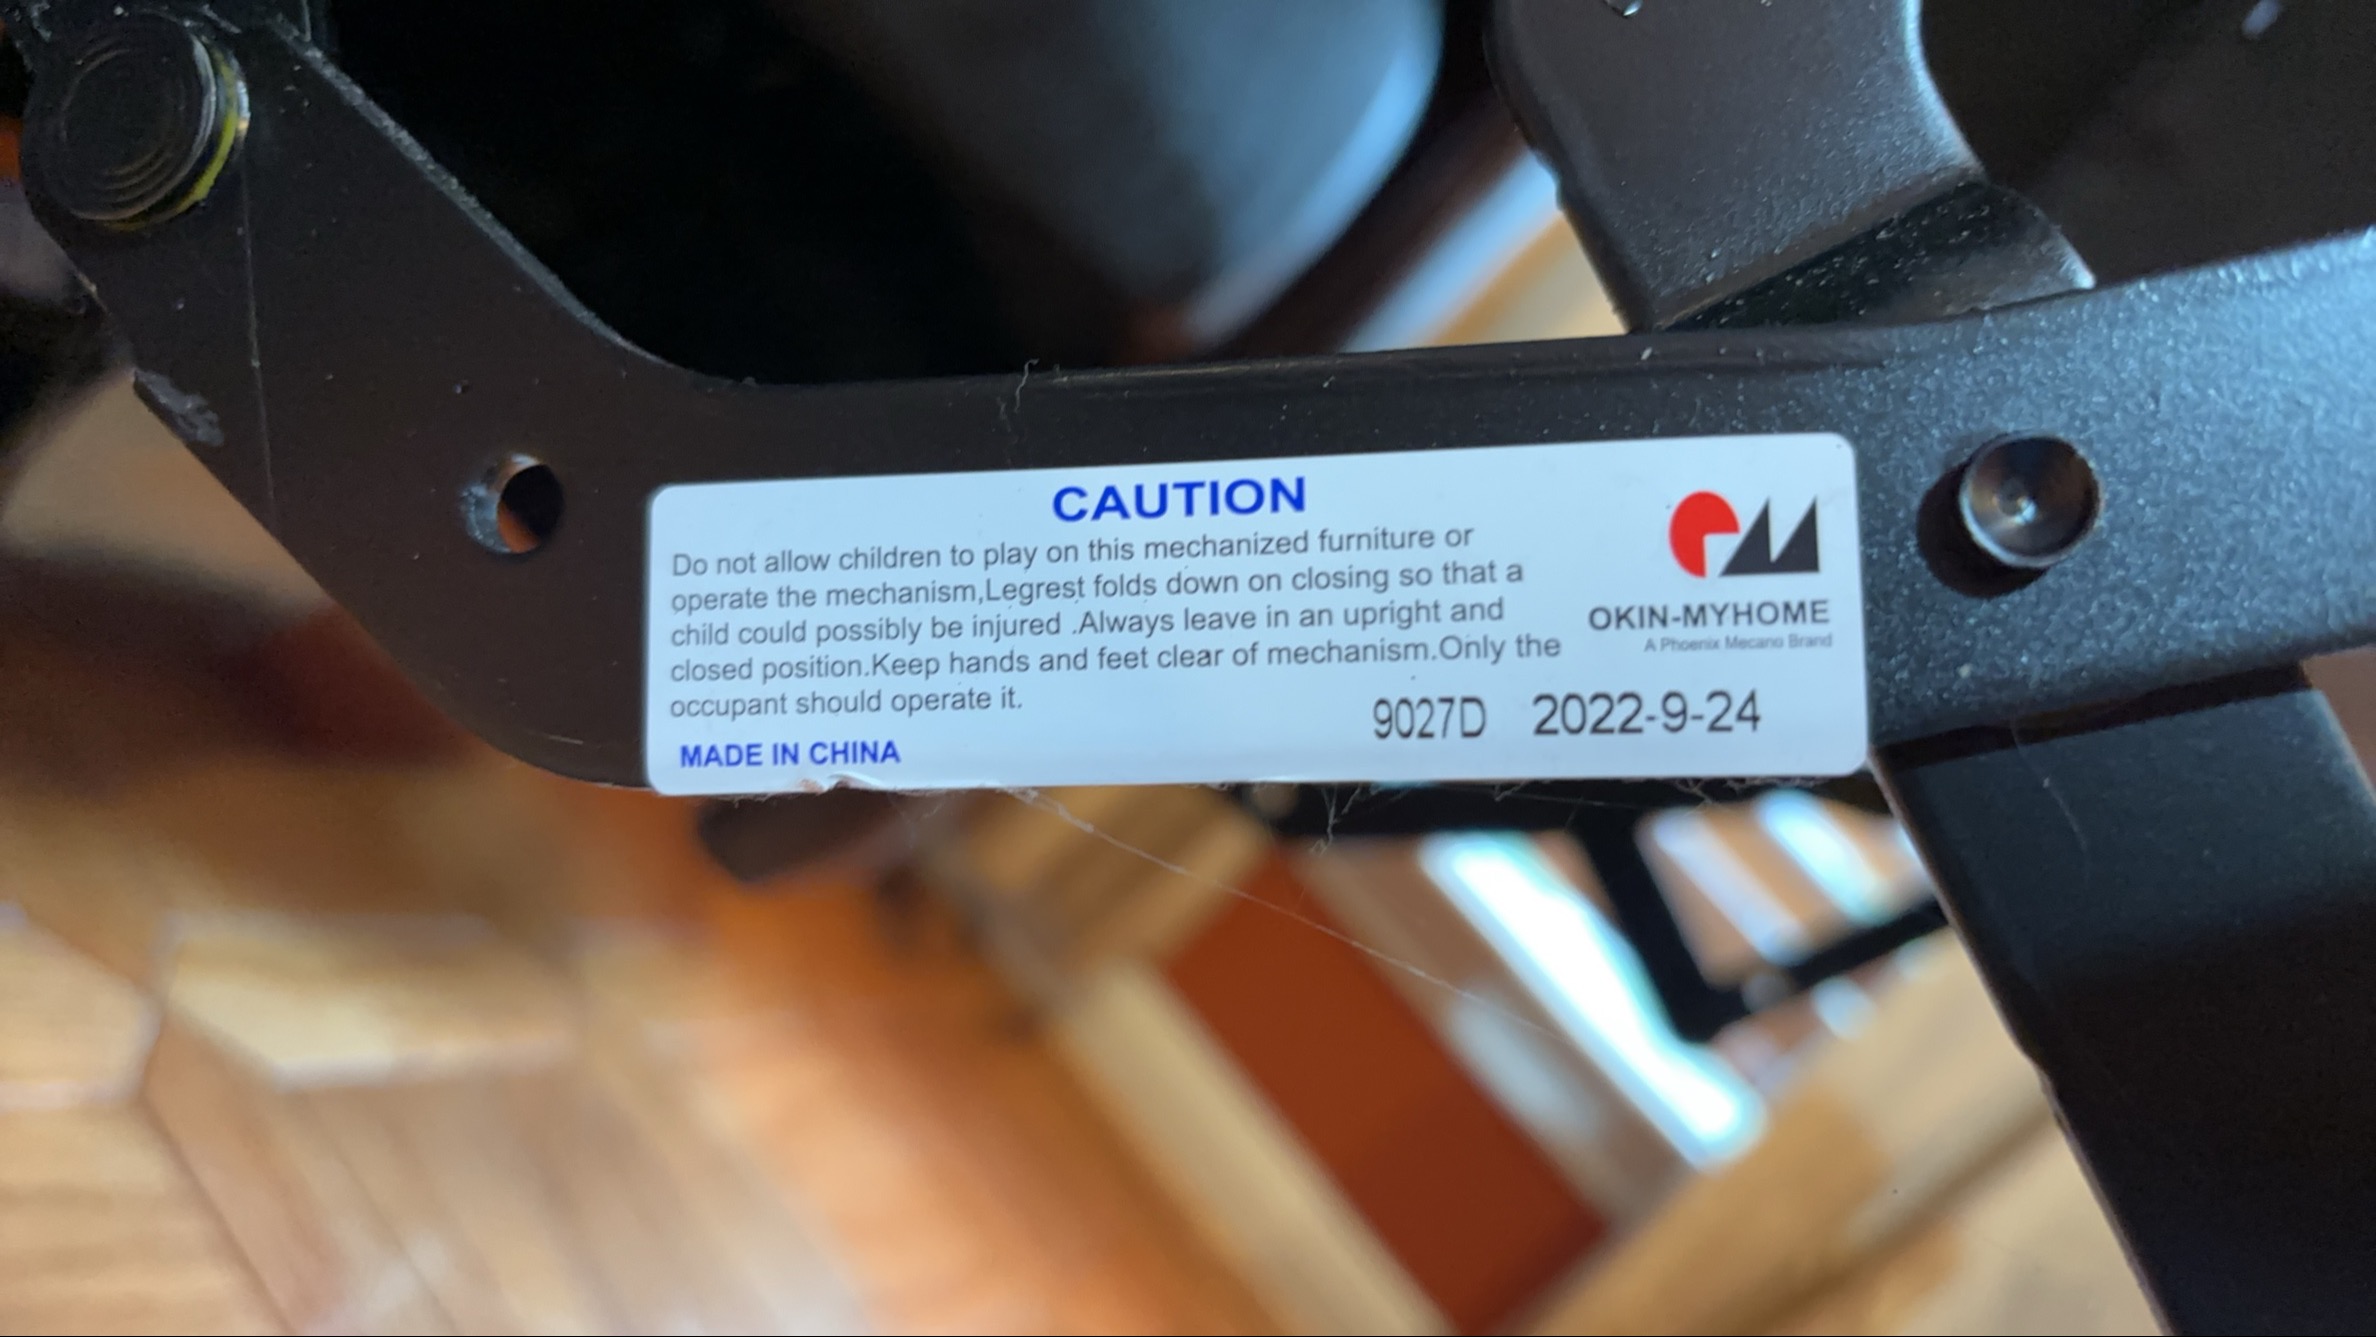 CAUTION
Do not allow children to play on this mechanized furniture or
operate the mechanism,Legrest folds down on closing so that a
child could possibly be injured .Always leave in an upright and
closed position.Keep hands and feet clear of mechanism.Only the
occupant should operate it.
MADE IN CHINA
OKIN-MYHOME
A Phoenix Mecano Brand
9027D 2022-9-24